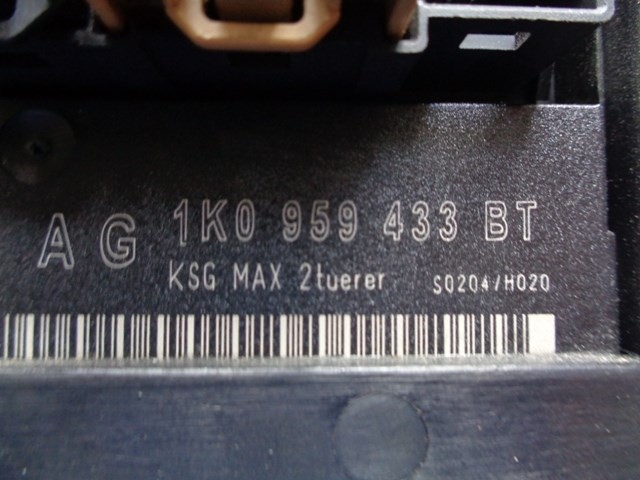 AG 1K0 959 433 BT
KSG MAX 2tuerer S0204/H020